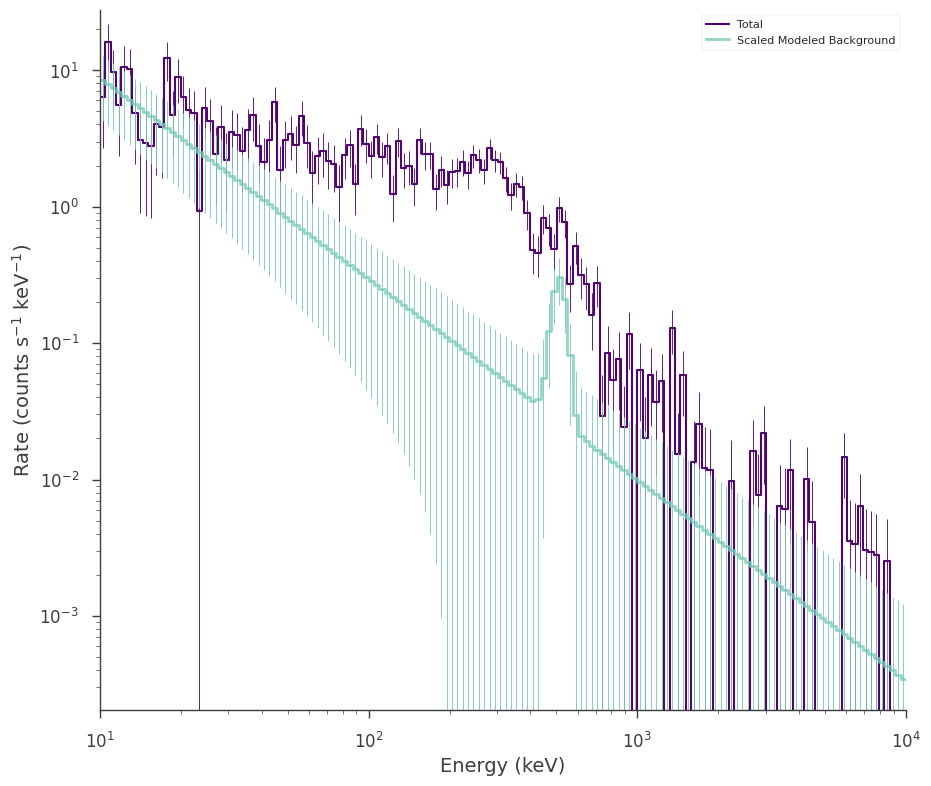 Total
Scaled Modeled Background
10¹
10⁰
10⁻¹
10⁻²
10⁻³
Rate (counts s⁻¹ keV⁻¹)
10¹ 10² 10³ 10⁴
Energy (keV)